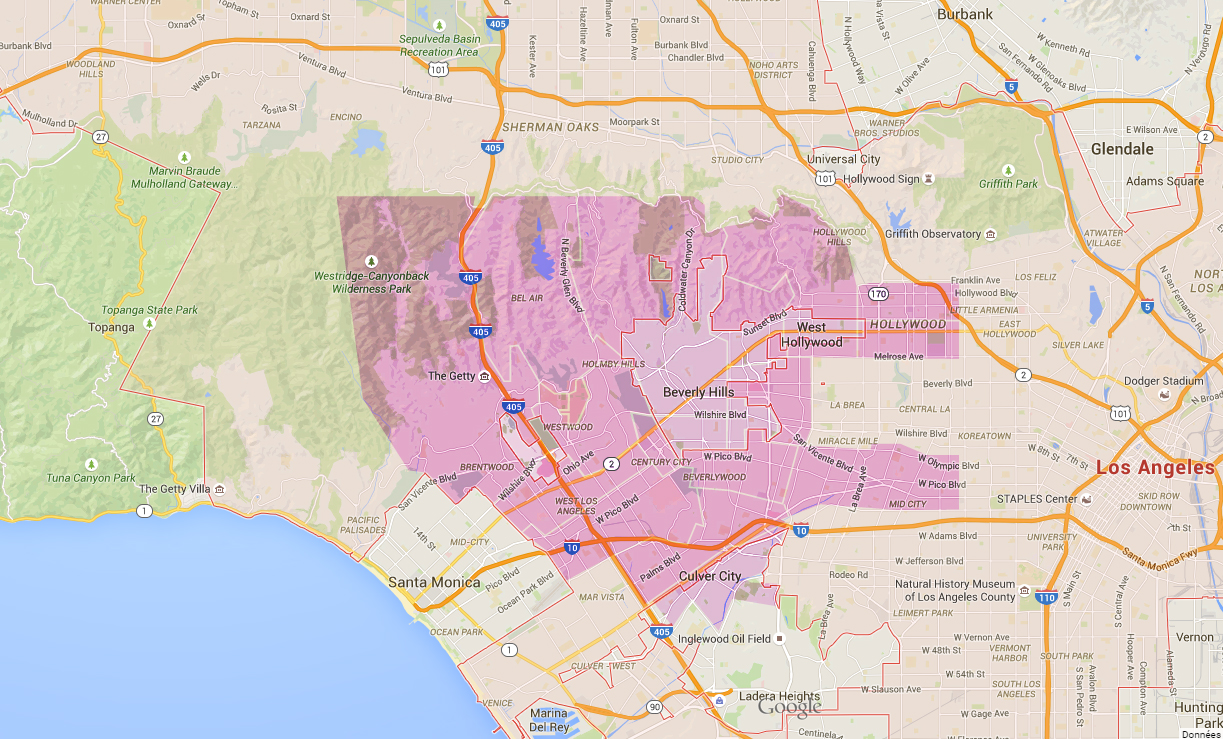 WARNER CENTER
Topham St
Oxnard St
Oxnard St
Hazeltine Ave
Fulton Ave
Oxnard St
N Hollywood Way
Burbank
Burbank Blvd
Sepulveda Basin
Recreation Area
405
Kester Ave
Burbank Blvd
Chandler Blvd
Cahuenga Blvd
W Kenneth Rd
N Verdugo Rd
WOODLAND
HILLS
Wells Dr
Ventura Blvd
101
NOHO ARTS
DISTRICT
W Olive Ave
San Fernando Rd
W Glenoaks Blvd
5
Ventura Blvd
Mulholland Dr
Rosita St
TARZANA
ENCINO
SHERMAN OAKS
Moorpark St
WARNER
BROS. STUDIOS
E Wilson Ave
2
27
405
STUDIO CITY
Universal City
Glendale
Marvin Braude
Mulholland Gateway...
101
Hollywood Sign
Griffith Park
Adams Square
HOLLYWOOD
HILLS
Griffith Observatory
ATWATER
VILLAGE
Westridge-Canyonback
Wilderness Park
405
N Beverly Glen Blvd
Coldwater Canyon Dr
BEL AIR
Franklin Ave
LOS FELIZ
Hollywood Blvd
170
N San Fernando Rd
5
Topanga State Park
Topanga
405
Sunset Blvd
West
Hollywood
HOLLYWOOD
LITTLE ARMENIA
EAST
HOLLYWOOD
SILVER LAKE
Melrose Ave
The Getty
HOLMBY HILLS
2
Dodger Stadium
Beverly Hills
Beverly Blvd
405
LA BREA
CENTRAL LA
101
27
Wilshire Blvd
WESTWOOD
Wilshire Blvd
KOREATOWN
MIRACLE MILE
San Vicente Blvd
W 8th St
7th St
Tuna Canyon Park
BRENTWOOD
Ohio Ave
2
CENTURY CITY
W Pico Blvd
W Olympic Blvd
Los Angeles
The Getty Villa
San Vicente Blvd
Wilshire Blvd
BEVERLYWOOD
La Brea Ave
W Pico Blvd
MID CITY
STAPLES Center
SKID ROW
DOWNTOWN
1
PACIFIC
PALISADES
WEST LOS
ANGELES
W Pico Blvd
14th St
MID-CITY
10
10
W Adams Blvd
UNIVERSITY
PARK
Santa Monica Fwy
Santa Monica
Pico Blvd
Ocean Park Blvd
Palms Blvd
Culver City
W Jefferson Blvd
Rodeo Rd
Natural History Museum
of Los Angeles County
110
S Main St
S Central Ave
MAR VISTA
LEIMERT PARK
La Brea Ave
OCEAN PARK
405
Inglewood Oil Field
1
W Vernon Ave
W 48th St
VERMONT
HARBOR
Vernon
CULVER - WEST
W 54th St
SOUTH PARK
Hooper Ave
Compton Ave
Alameda St
W Slauson Ave
SOUTH LOS
ANGELES
S San Pedro St
Avalon Blvd
VENICE
90
Ladera Heights
Google
Marina
Del Rey
W Gage Ave
Huntington
Park
Centinela
W Florence Ave
Données